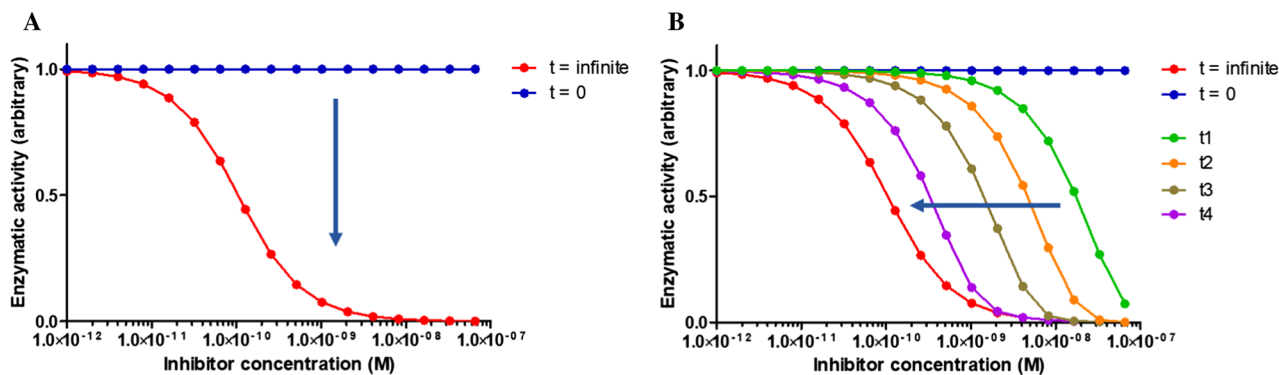 A
Enzymatic activity (arbitrary)
1.0
0.5
0.0
1.0×10⁻¹² 1.0×10⁻¹¹ 1.0×10⁻¹⁰ 1.0×10⁻⁰⁹ 1.0×10⁻⁰⁸ 1.0×10⁻⁰⁷
Inhibitor concentration (M)
t = infinite
t = 0
B
Enzymatic activity (arbitrary)
1.0
0.5
0.0
1.0×10⁻¹² 1.0×10⁻¹¹ 1.0×10⁻¹⁰ 1.0×10⁻⁰⁹ 1.0×10⁻⁰⁸ 1.0×10⁻⁰⁷
Inhibitor concentration (M)
t = infinite
t = 0
t1
t2
t3
t4